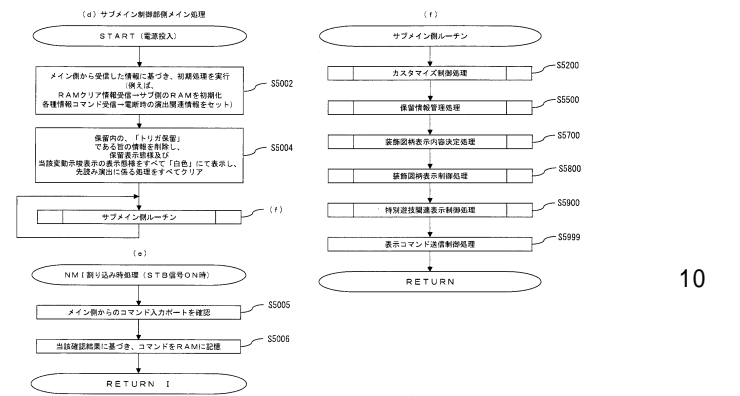 (d) サブメイン制御部側メイン処理
START (電源投入)
メイン側から受信した情報に基づき、初期処理を実行
(例えば、
RAMクリア情報受信→サブ側のRAMを初期化
各種情報コマンド受信→電断時の演出関連情報をセット)
S5002
保留内の、「トリガ保留」
である旨の情報を削除し、
保留表示態様及び
当該変動示唆表示の表示態様をすべて「白色」にて表示し、
先読み演出に係る処理をすべてクリア
S5004
サブメイン側ルーチン
(f)
(e)
NMI割り込み時処理 (STB信号ON時)
メイン側からのコマンド入力ポートを確認
S5005
当該確認結果に基づき、コマンドをRAMに記憶
S5006
RETURN I
(f)
サブメイン側ルーチン
カスタマイズ制御処理
S5200
保留情報管理処理
S5500
装飾図柄表示内容決定処理
S5700
装飾図柄表示制御処理
S5800
特別遊技関連表示制御処理
S5900
表示コマンド送信制御処理
S5999
RETURN
10